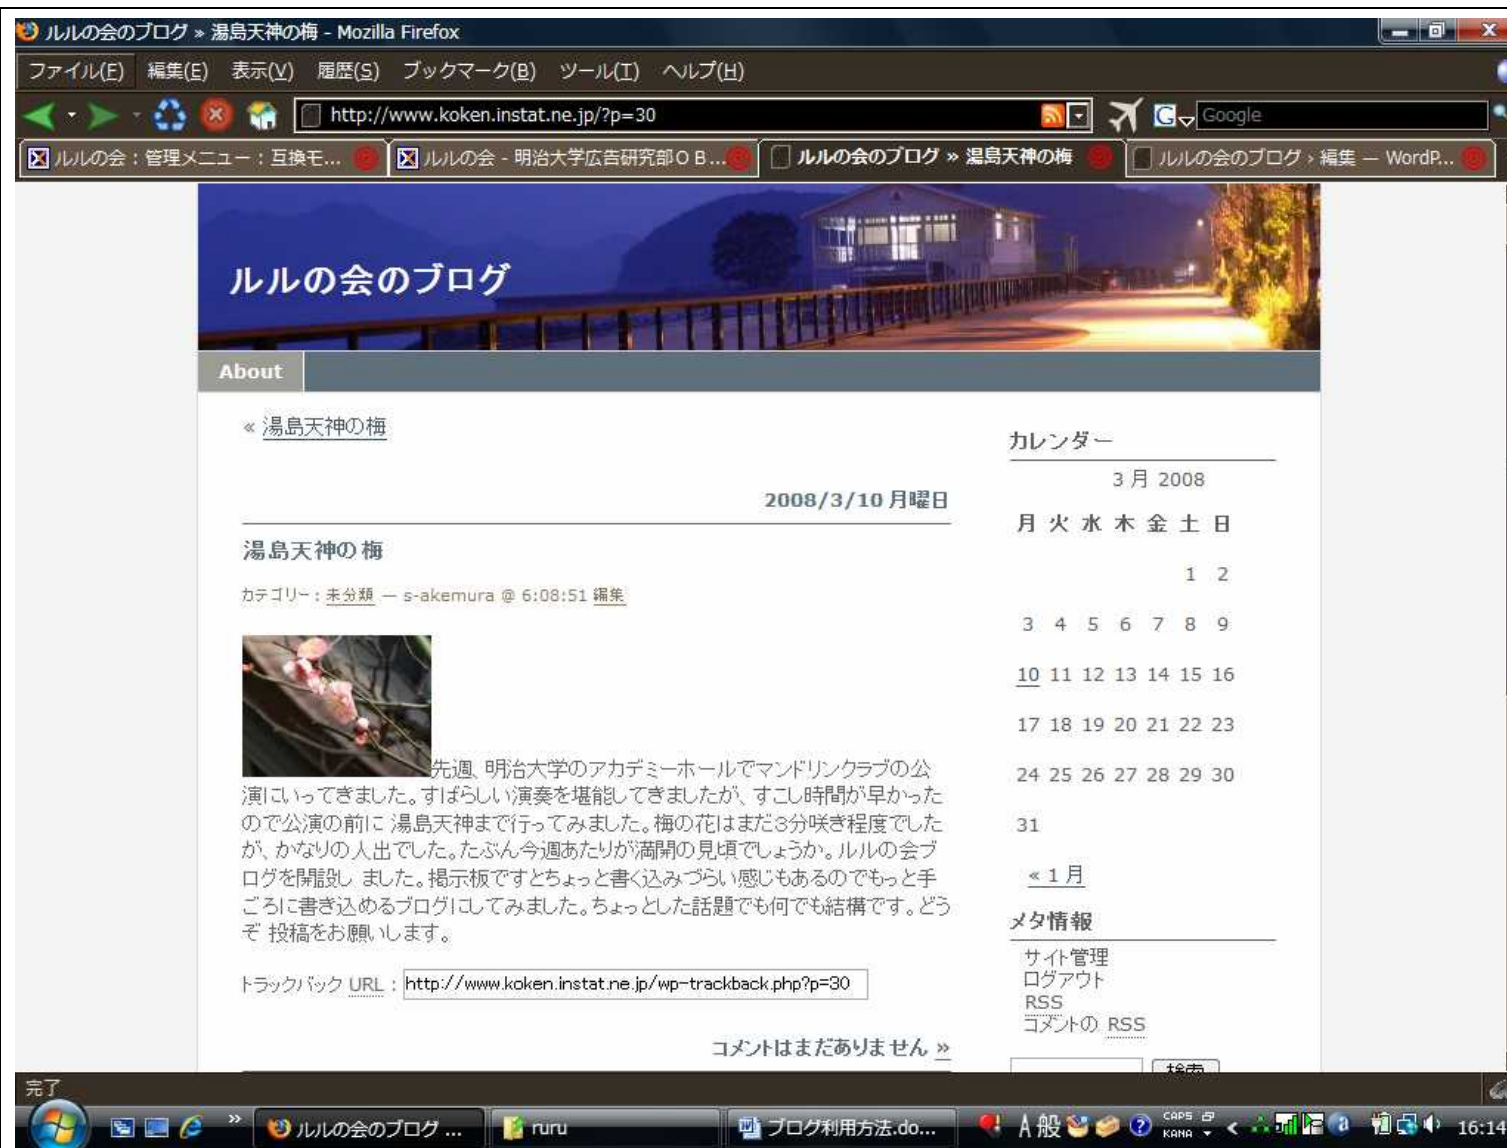 ルルの会のブログ » 湯島天神の梅 - Mozilla Firefox
ファイル(F) 編集(E) 表示(V) 履歴(S) ブックマーク(B) ツール(T) ヘルプ(H)
http://www.koken.instat.ne.jp/?p=30
G Google
ルルの会：管理メニュー：互換モ...
ルルの会 - 明治大学広告研究部ＯＢ...
ルルの会のブログ » 湯島天神の梅
ルルの会のブログ › 編集 — WordP...
ルルの会のブログ
About
« 湯島天神の梅
2008/3/10 月曜日
湯島天神の梅
カテゴリー : 未分類 — s-akemura @ 6:08:51 編集
先週、明治大学のアカデミーホールでマンドリンクラブの公
演にいってきました。すばらしい演奏を堪能してきましたが、すこし時間が早かった
ので公演の前に 湯島天神まで行ってみました。梅の花はまだ3分咲き程度でした
が、かなりの人出でした。たぶん今週あたりが満開の見頃でしょうか。ルルの会ブ
ログを開設し ました。掲示板ですとちょっと書く込みづらい感じもあるのでもっと手
ごろに書き込めるブログにしてみました。ちょっとした話題でも何でも結構です。どう
ぞ 投稿をお願いします。
トラックバック URL : http://www.koken.instat.ne.jp/wp-trackback.php?p=30
コメントはまだありません »
カレンダー
3 月 2008
月 火 水 木 金 土 日
1 2
3 4 5 6 7 8 9
10 11 12 13 14 15 16
17 18 19 20 21 22 23
24 25 26 27 28 29 30
31
« 1 月
メタ情報
サイト管理
ログアウト
RSS
コメントの RSS
検索
完了
ルルの会のブログ ...
ruru
ブログ利用方法.do...
A 般
CAPS
KANA
16:14